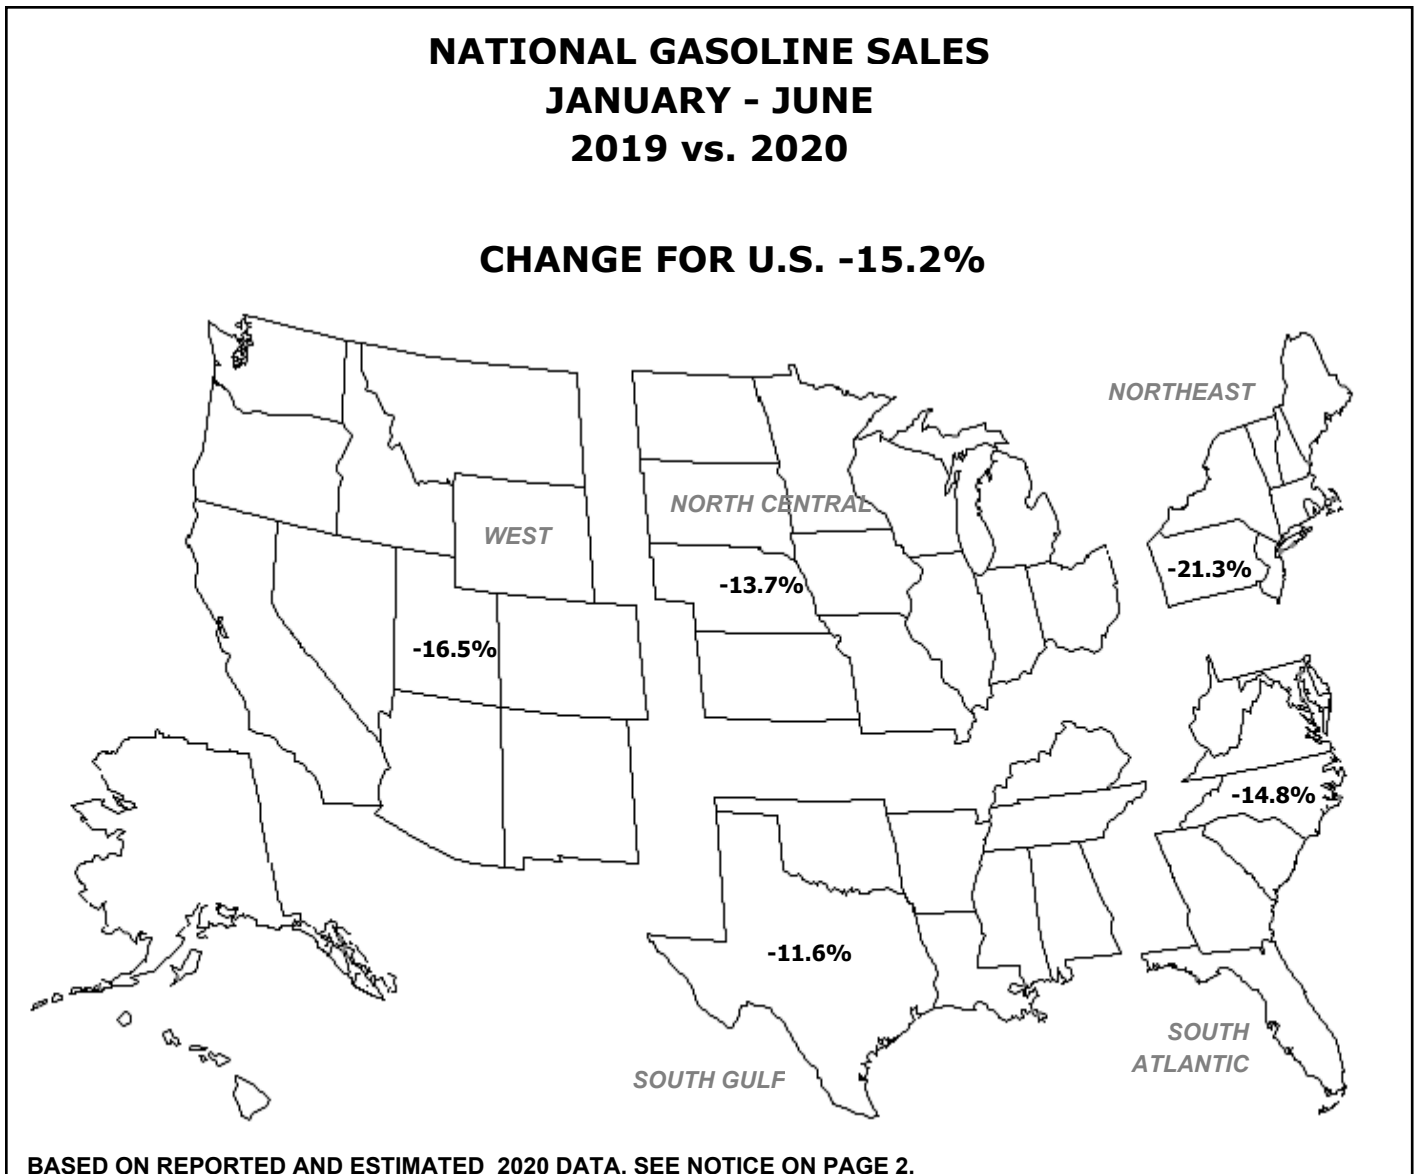 NATIONAL GASOLINE SALES
JANUARY - JUNE
2019 vs. 2020
CHANGE FOR U.S. -15.2%
NORTHEAST
NORTH CENTRAL
WEST
-21.3%
-13.7%
-16.5%
-14.8%
-11.6%
SOUTH
ATLANTIC
SOUTH GULF
BASED ON REPORTED AND ESTIMATED 2020 DATA. SEE NOTICE ON PAGE 2.